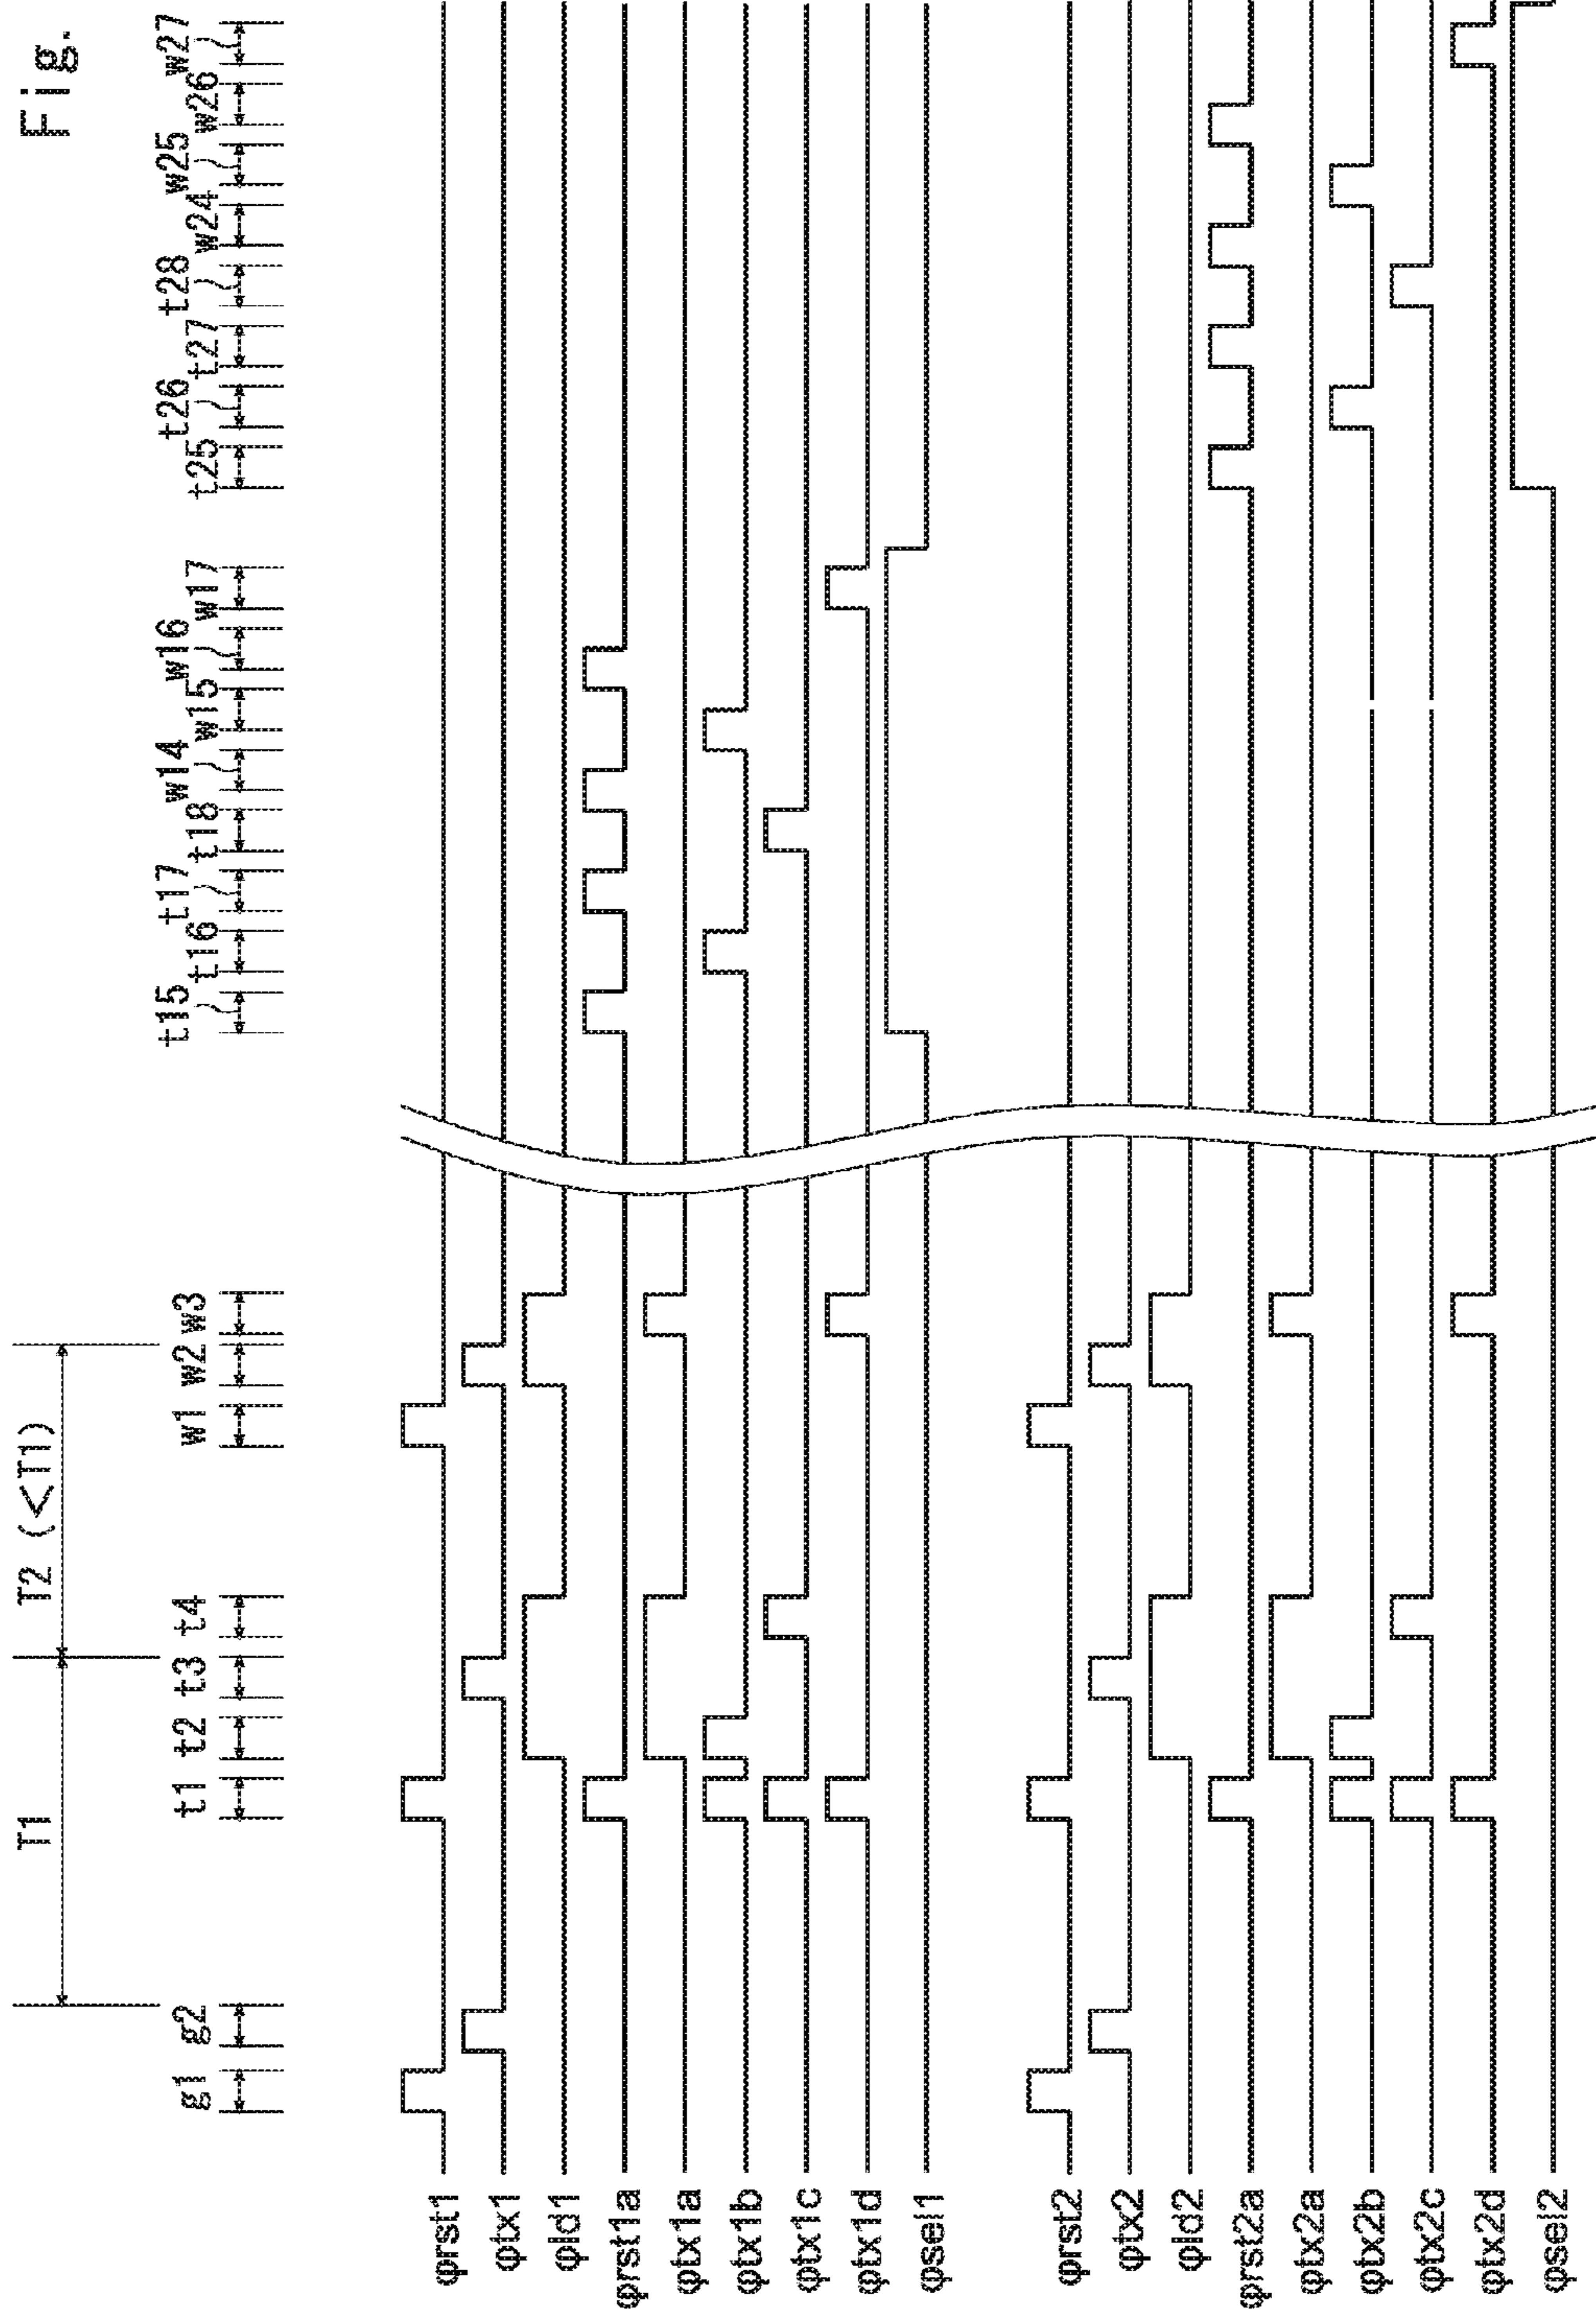 Fig.
T1
T2 (<T1)
g1
g2
t1
t2
t3
t4
w1
w2
w3
t15
t16
t17
t18
w14
w15
w16
w17
t25
t26
t27
t28
w24
w25
w26
w27
φrst1
φtx1
φld1
φrst1a
φtx1a
φtx1b
φtx1c
φtx1d
φsel1
φrst2
φtx2
φld2
φrst2a
φtx2a
φtx2b
φtx2c
φtx2d
φsel2